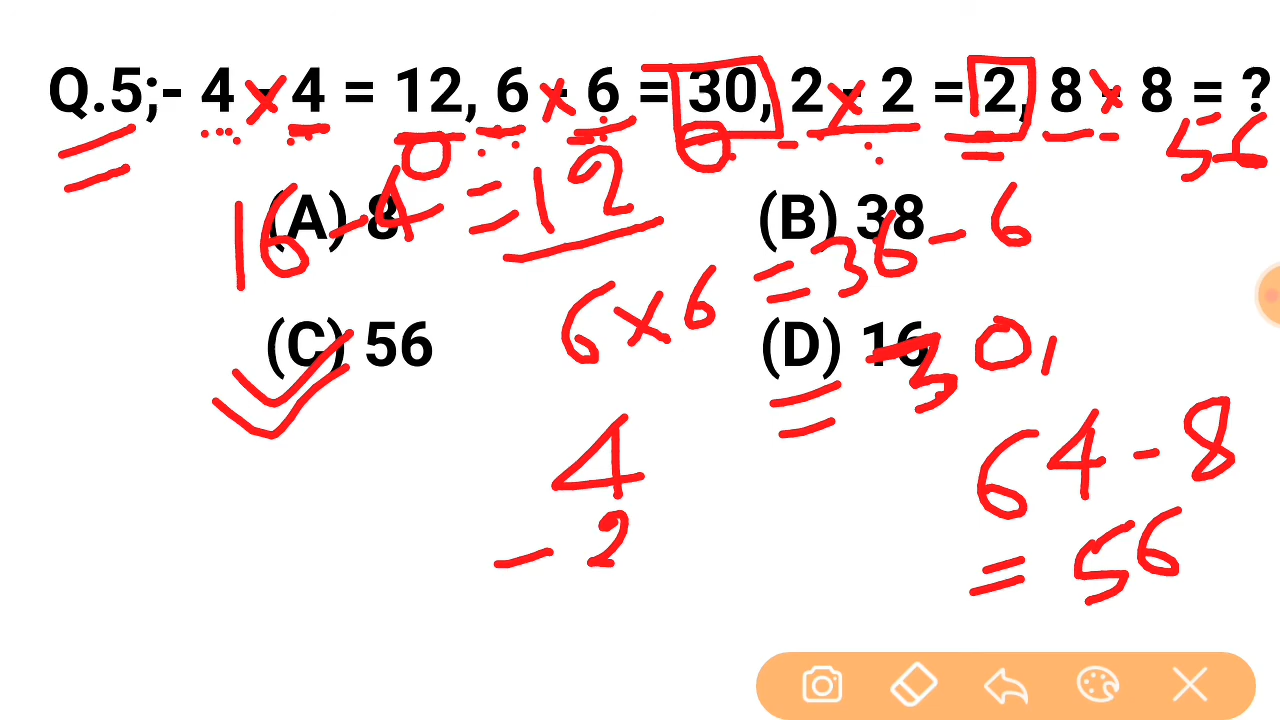 Q.5;- 4 - 4 = 12, 6 - 6 = 30, 2 - 2 = 2, 8 - 8 = ?
56
(A) 8
(B) 38
16 - 4 = 12
= 36 - 6
6 × 6
(C) 56
(D) 16
= 30,
4
- 2
64 - 8
= 56